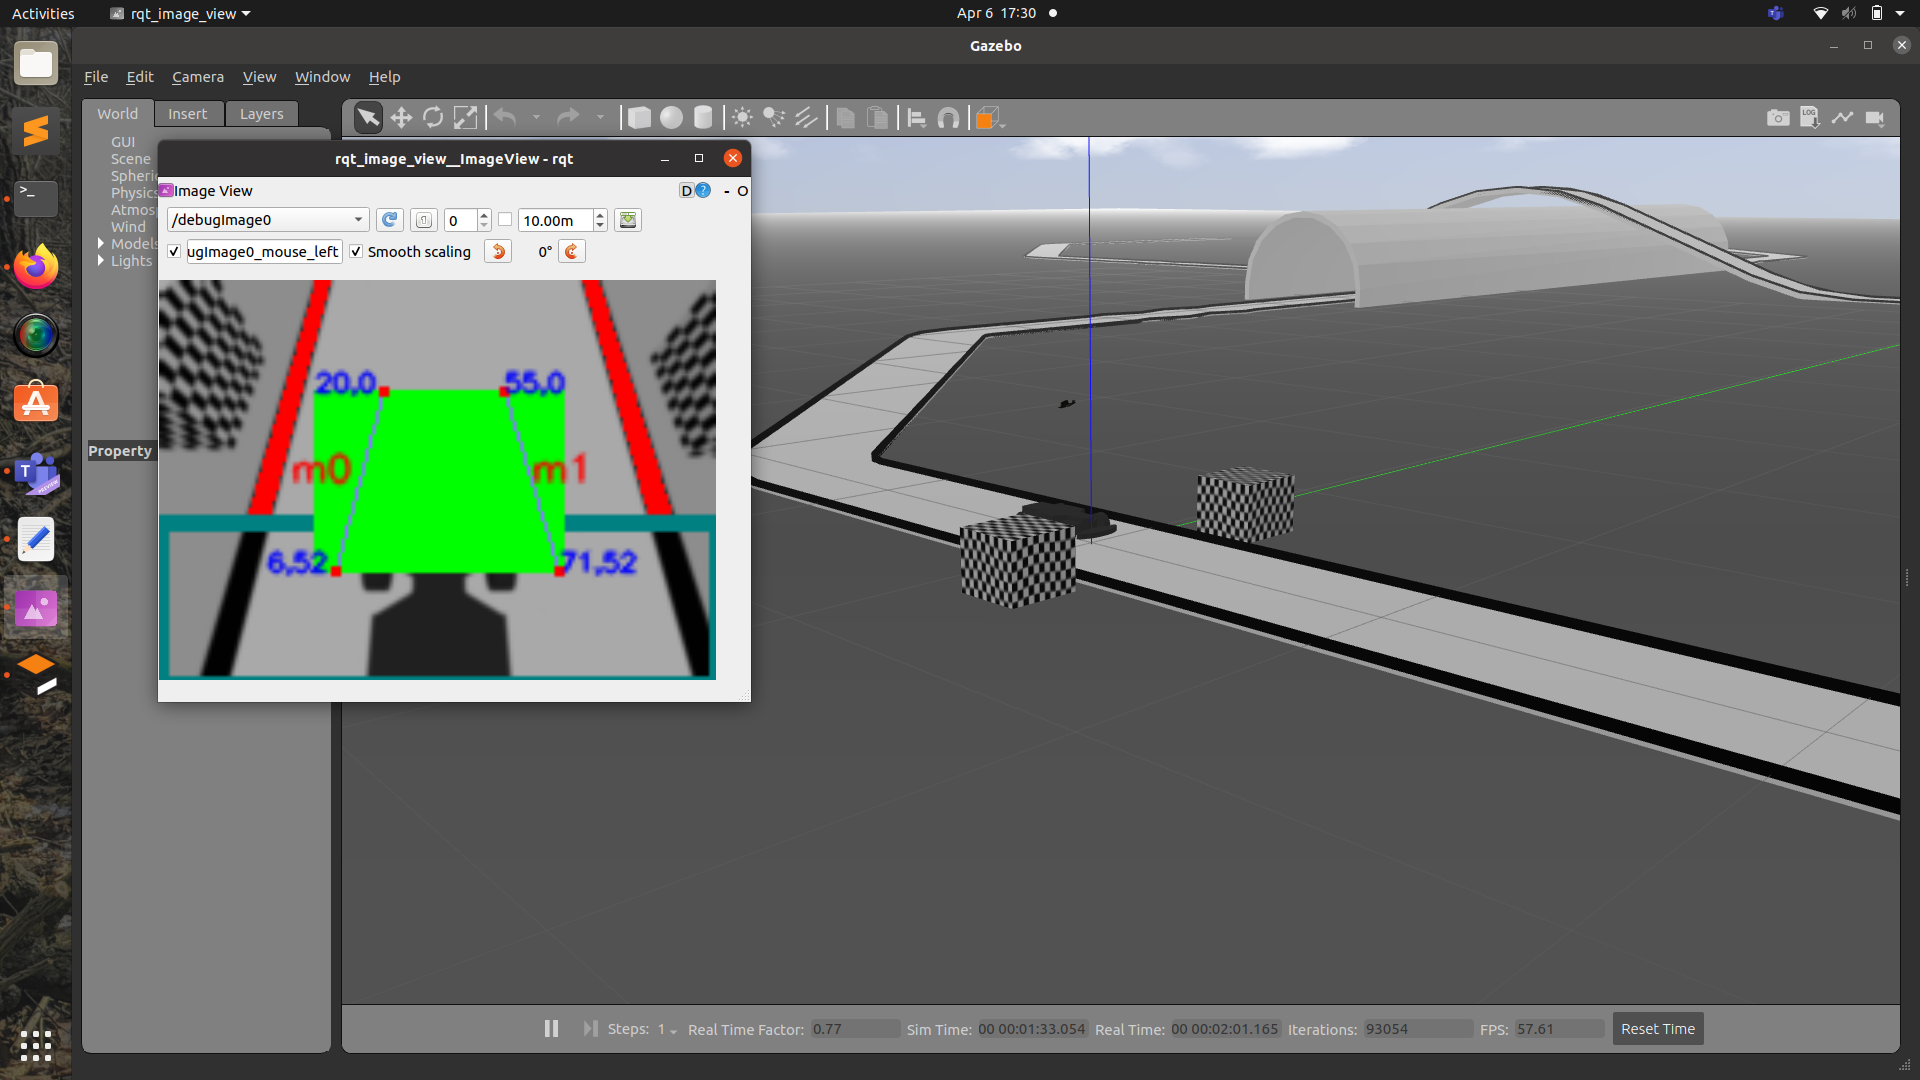 Activities
rqt_image_view
Apr 6 17:30
Gazebo
File Edit Camera View Window Help
World Insert Layers
GUI
Scene
Spheri
Physics
Atmos
Wind
Models
Lights
Property
LOG
rqt_image_view__ImageView - rqt
Image View
D ? - O
/debugImage0
0
10.00m
ugImage0_mouse_left
Smooth scaling
0°
20,0
55,0
m0
m1
6,52
71,52
Steps: 1
Real Time Factor: 0.77
Sim Time: 00 00:01:33.054
Real Time: 00 00:02:01.165
Iterations: 93054
FPS: 57.61
Reset Time